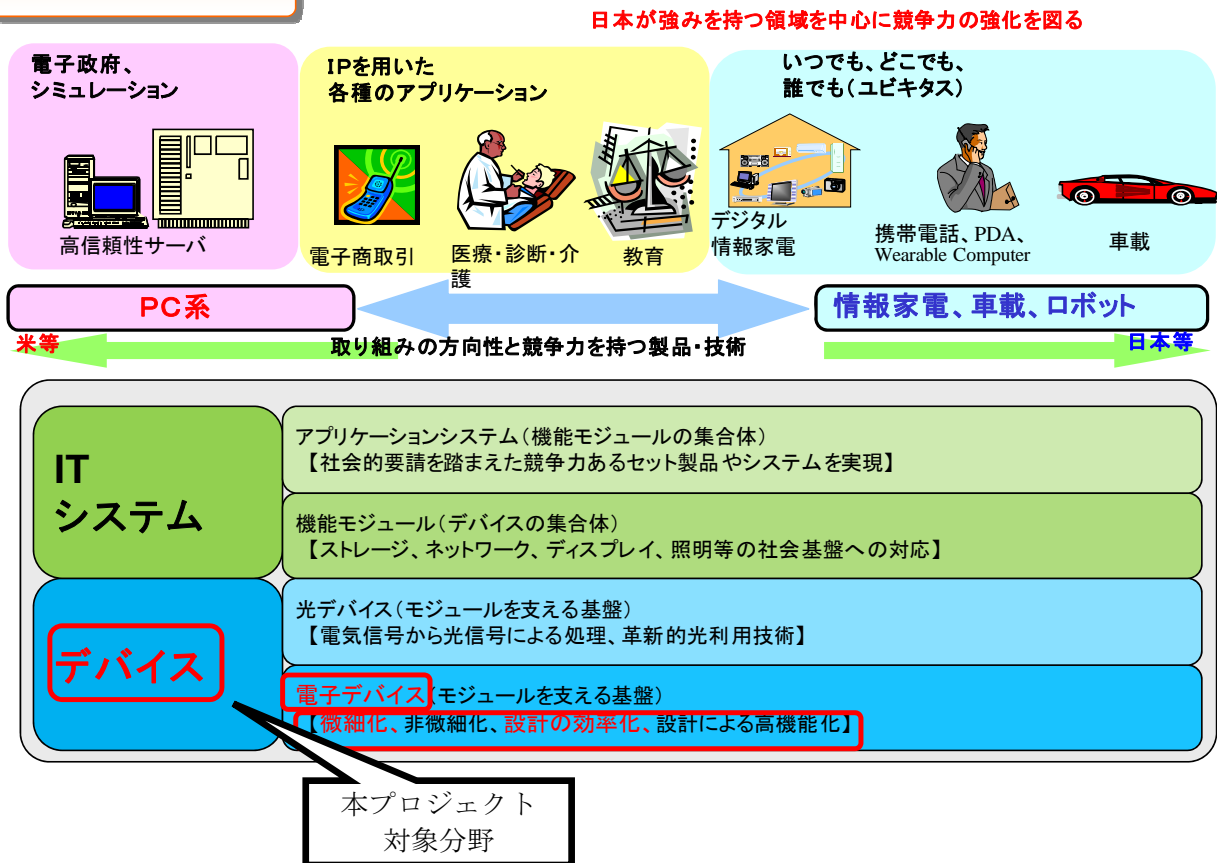 日本が強みを持つ領域を中心に競争力の強化を図る
電子政府、
シミュレーション
高信頼性サーバ
IPを用いた
各種のアプリケーション
電子商取引
医療・診断・介
護
教育
いつでも、どこでも、
誰でも(ユビキタス)
デジタル
情報家電
携帯電話、PDA、
Wearable Computer
車載
PC系
情報家電、車載、ロボット
米等
取り組みの方向性と競争力を持つ製品・技術
日本等
IT
システム
アプリケーションシステム(機能モジュールの集合体)
【社会的要請を踏まえた競争力あるセット製品やシステムを実現】
機能モジュール(デバイスの集合体)
【ストレージ、ネットワーク、ディスプレイ、照明等の社会基盤への対応】
デバイス
光デバイス(モジュールを支える基盤)
【電気信号から光信号による処理、革新的光利用技術】
電子デバイス(モジュールを支える基盤)
【微細化、非微細化、設計の効率化、設計による高機能化】
本プロジェクト
対象分野